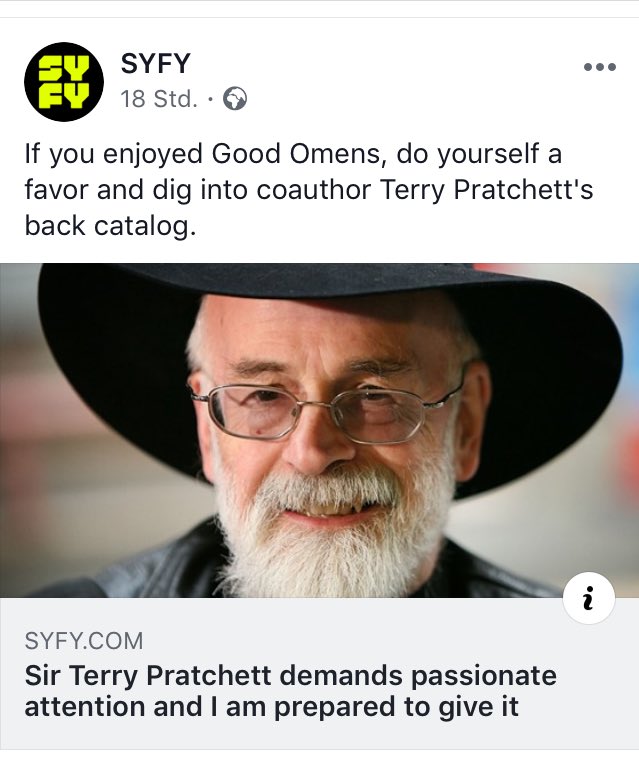 SY
FY
SYFY
18 Std. ·
If you enjoyed Good Omens, do yourself a
favor and dig into coauthor Terry Pratchett's
back catalog.
i
SYFY.COM
Sir Terry Pratchett demands passionate
attention and I am prepared to give it